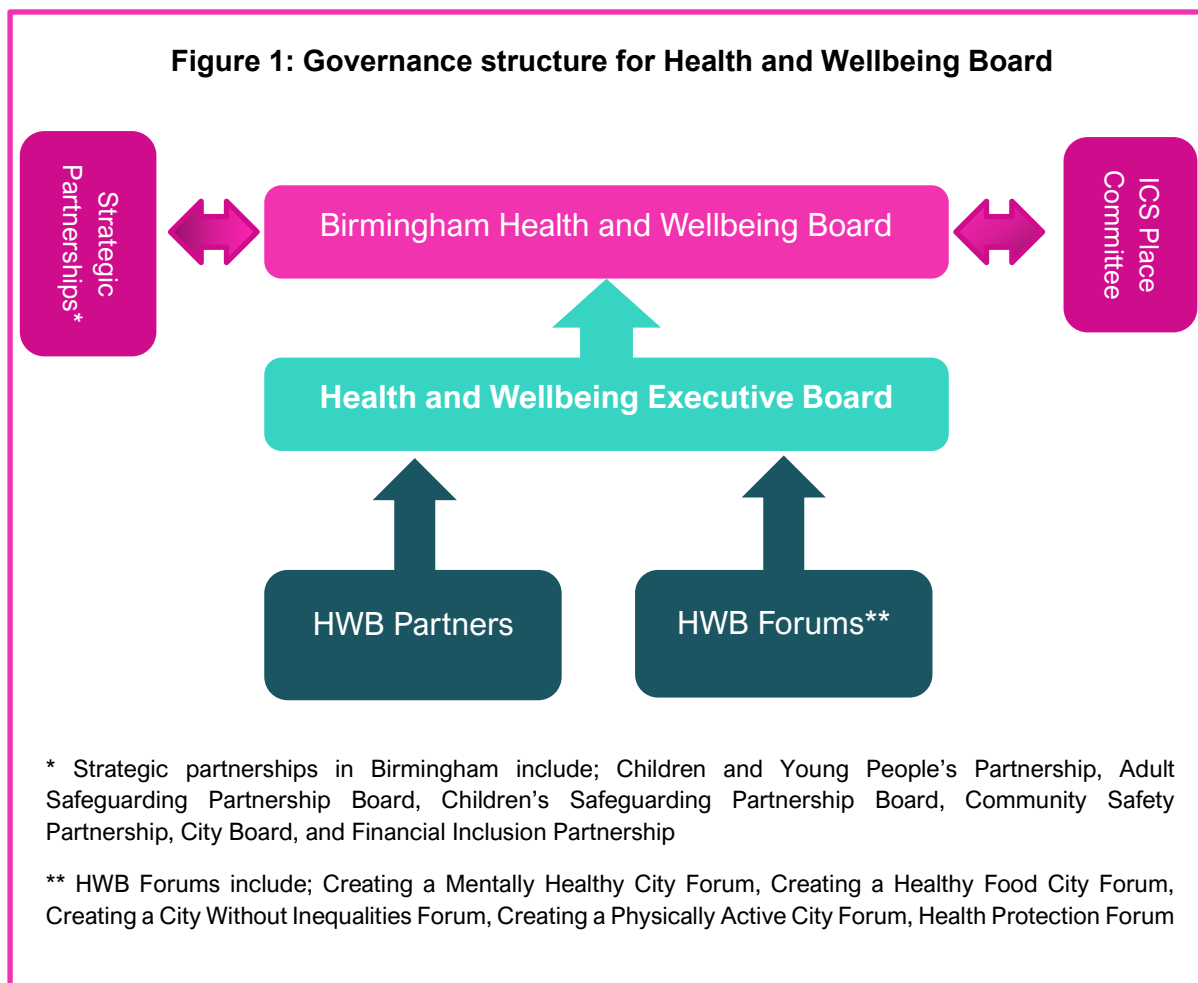 Figure 1: Governance structure for Health and Wellbeing Board
Strategic
Partnerships*
Birmingham Health and Wellbeing Board
ICS Place
Committee
Health and Wellbeing Executive Board
HWB Partners
HWB Forums**
* Strategic partnerships in Birmingham include; Children and Young People’s Partnership, Adult
Safeguarding Partnership Board, Children’s Safeguarding Partnership Board, Community Safety
Partnership, City Board, and Financial Inclusion Partnership
** HWB Forums include; Creating a Mentally Healthy City Forum, Creating a Healthy Food City Forum,
Creating a City Without Inequalities Forum, Creating a Physically Active City Forum, Health Protection Forum